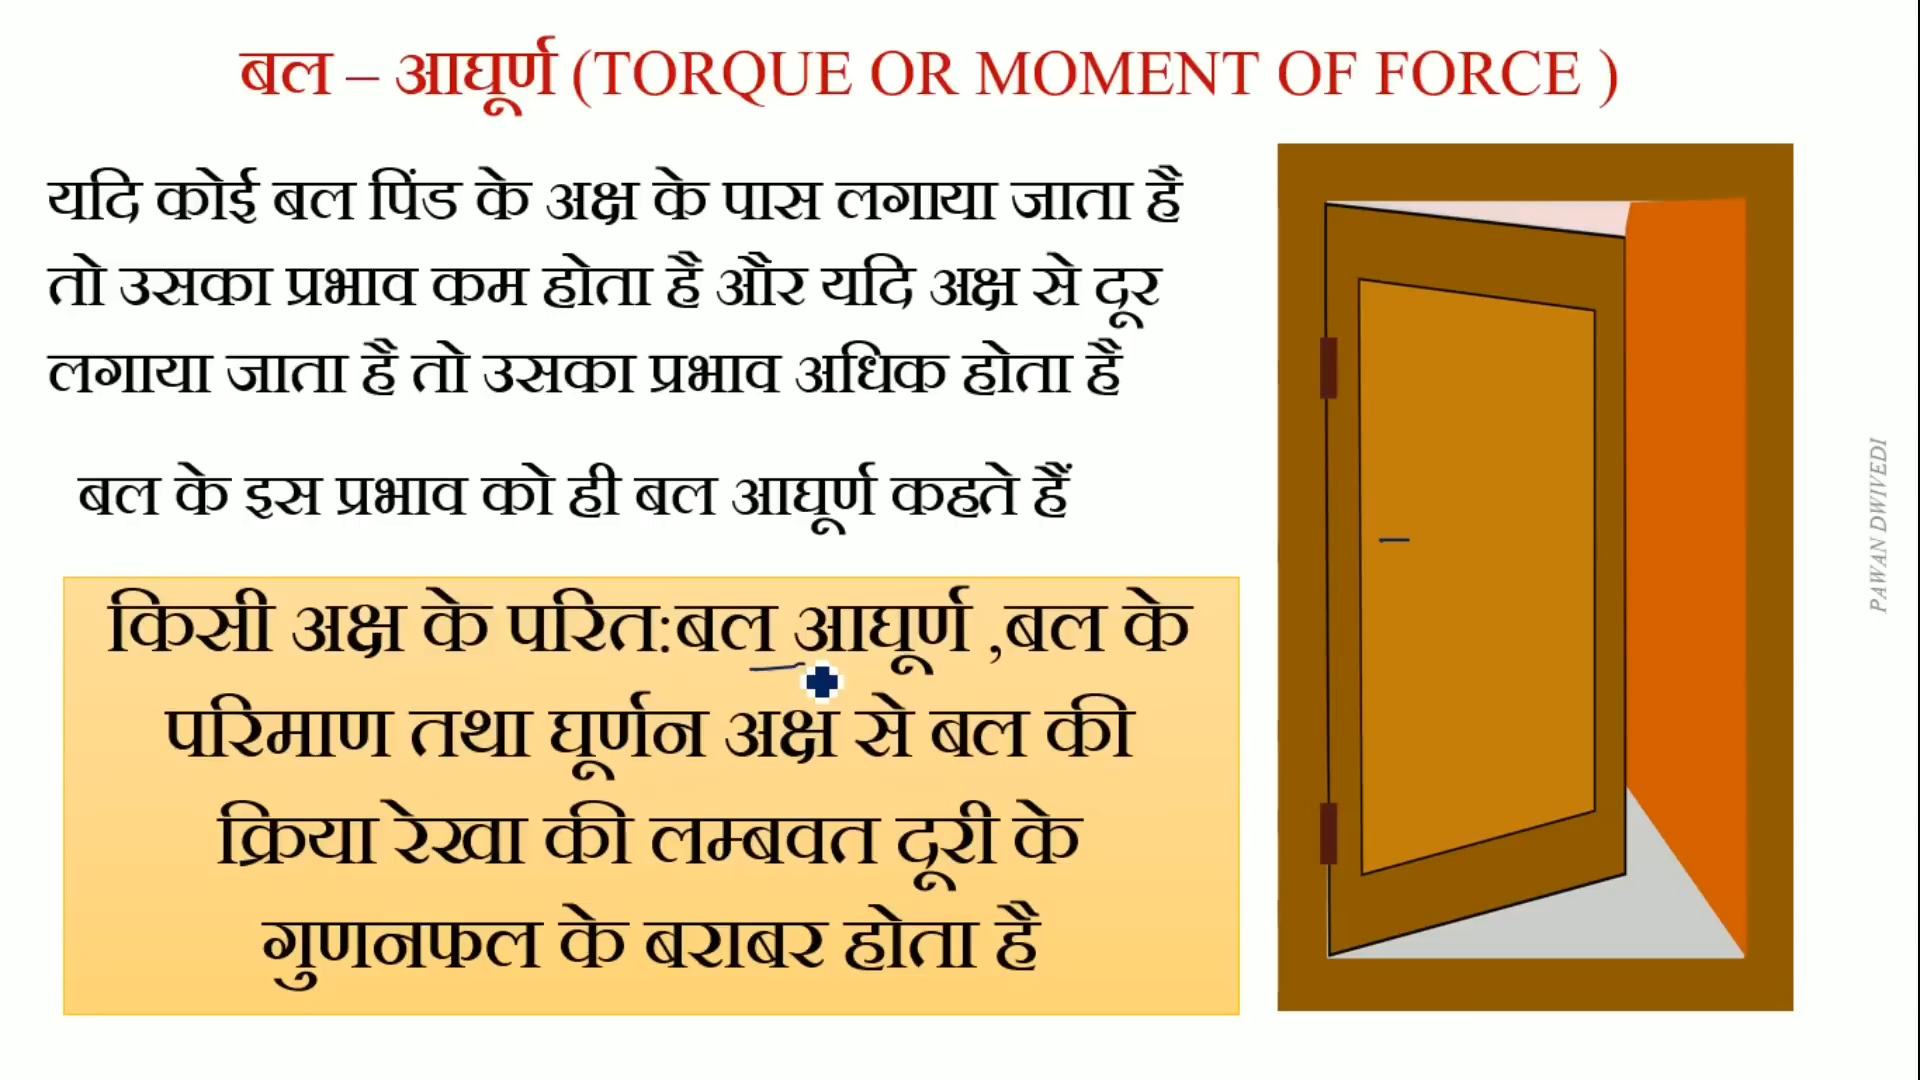 बल – आघूर्ण (TORQUE OR MOMENT OF FORCE )
यदि कोई बल पिंड के अक्ष के पास लगाया जाता है
तो उसका प्रभाव कम होता है और यदि अक्ष से दूर
लगाया जाता है तो उसका प्रभाव अधिक होता है
बल के इस प्रभाव को ही बल आघूर्ण कहते हैं
किसी अक्ष के परित:बल आघूर्ण ,बल के
परिमाण तथा घूर्णन अक्ष से बल की
क्रिया रेखा की लम्बवत दूरी के
गुणनफल के बराबर होता है
PAWAN DWIVEDI